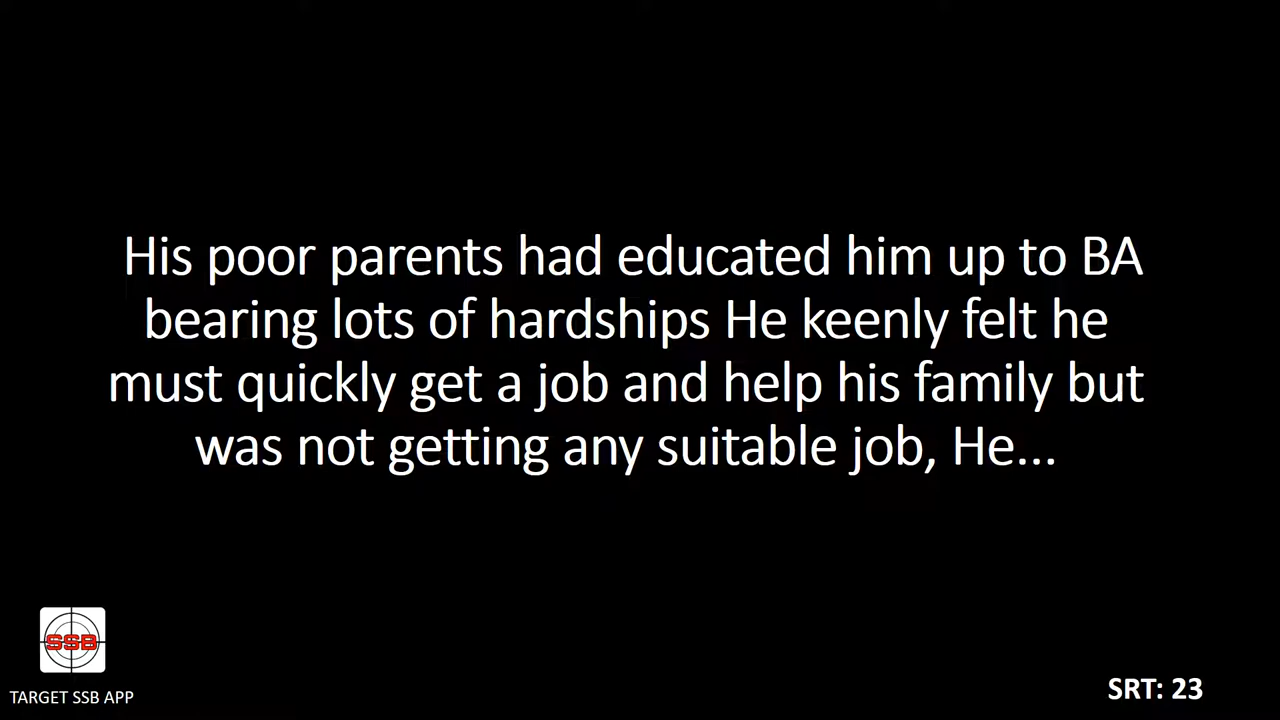 His poor parents had educated him up to BA
bearing lots of hardships He keenly felt he
must quickly get a job and help his family but
was not getting any suitable job, He...
SSB
TARGET SSB APP
SRT: 23